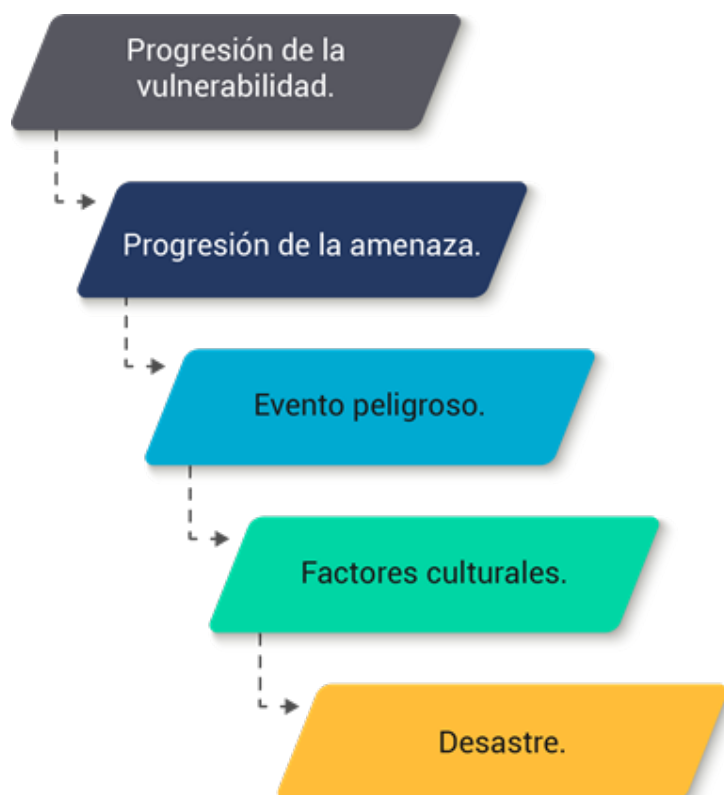 Progresión de la
vulnerabilidad.
Progresión de la amenaza.
Evento peligroso.
Factores culturales.
Desastre.